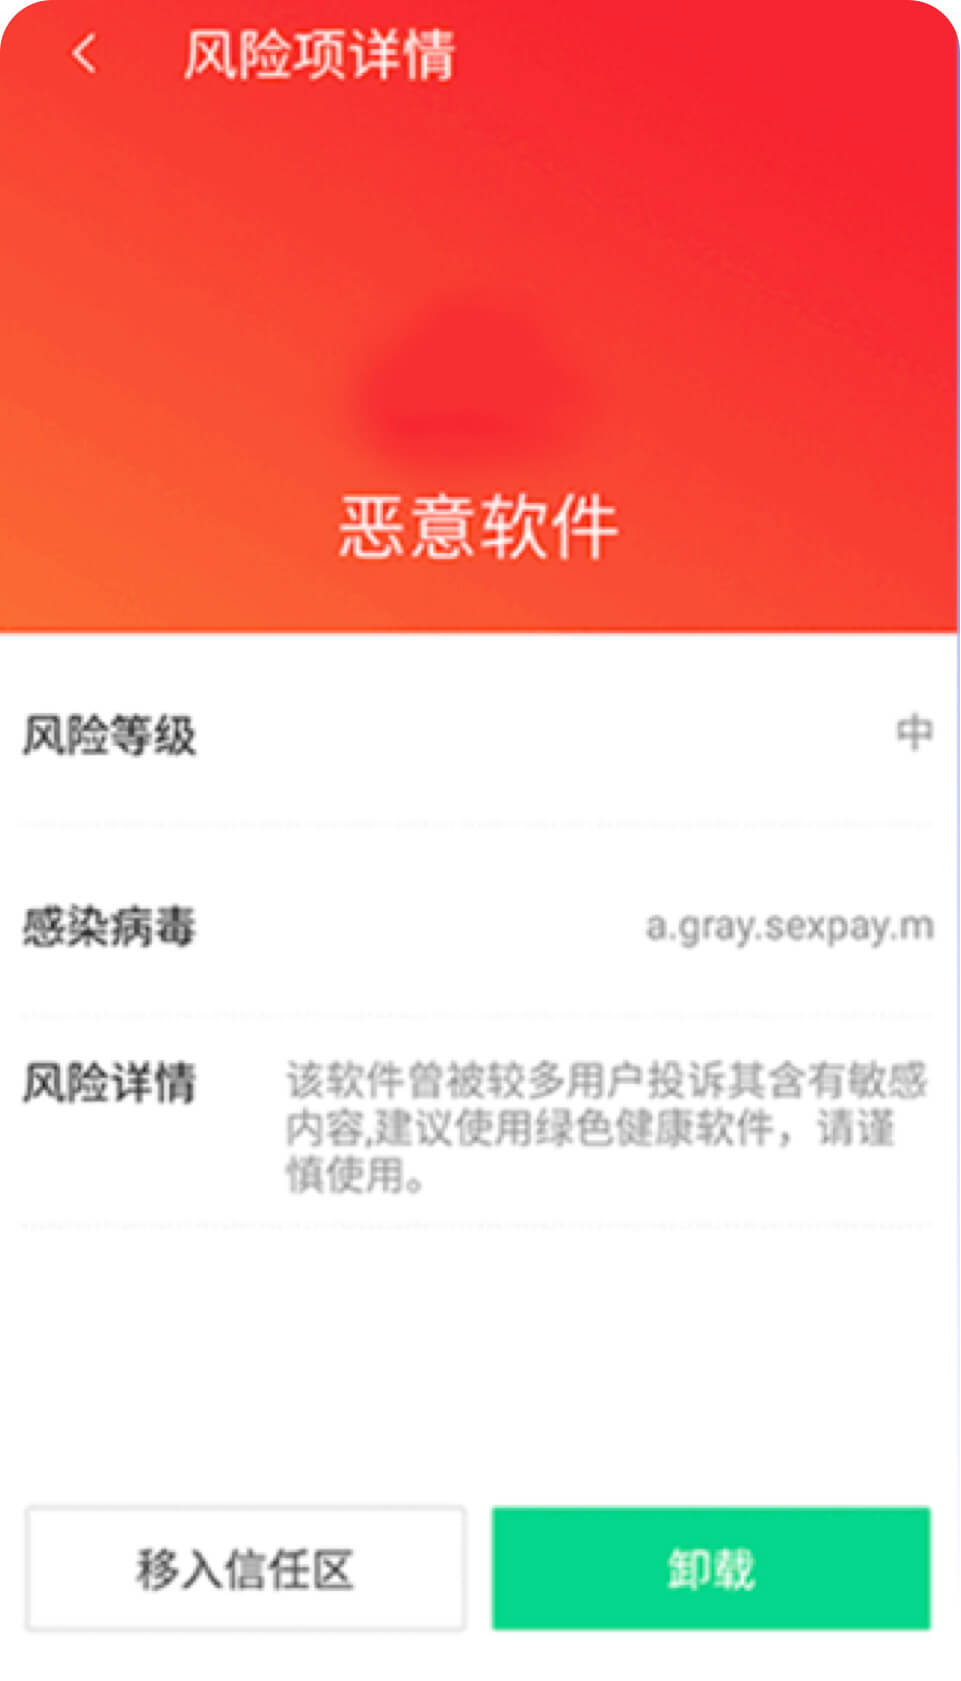 风险项详情
恶意软件
风险等级
中
感染病毒
a.gray.sexpay.m
风险详情
该软件曾被较多用户投诉其含有敏感
内容,建议使用绿色健康软件，请谨
慎使用。
移入信任区
卸载